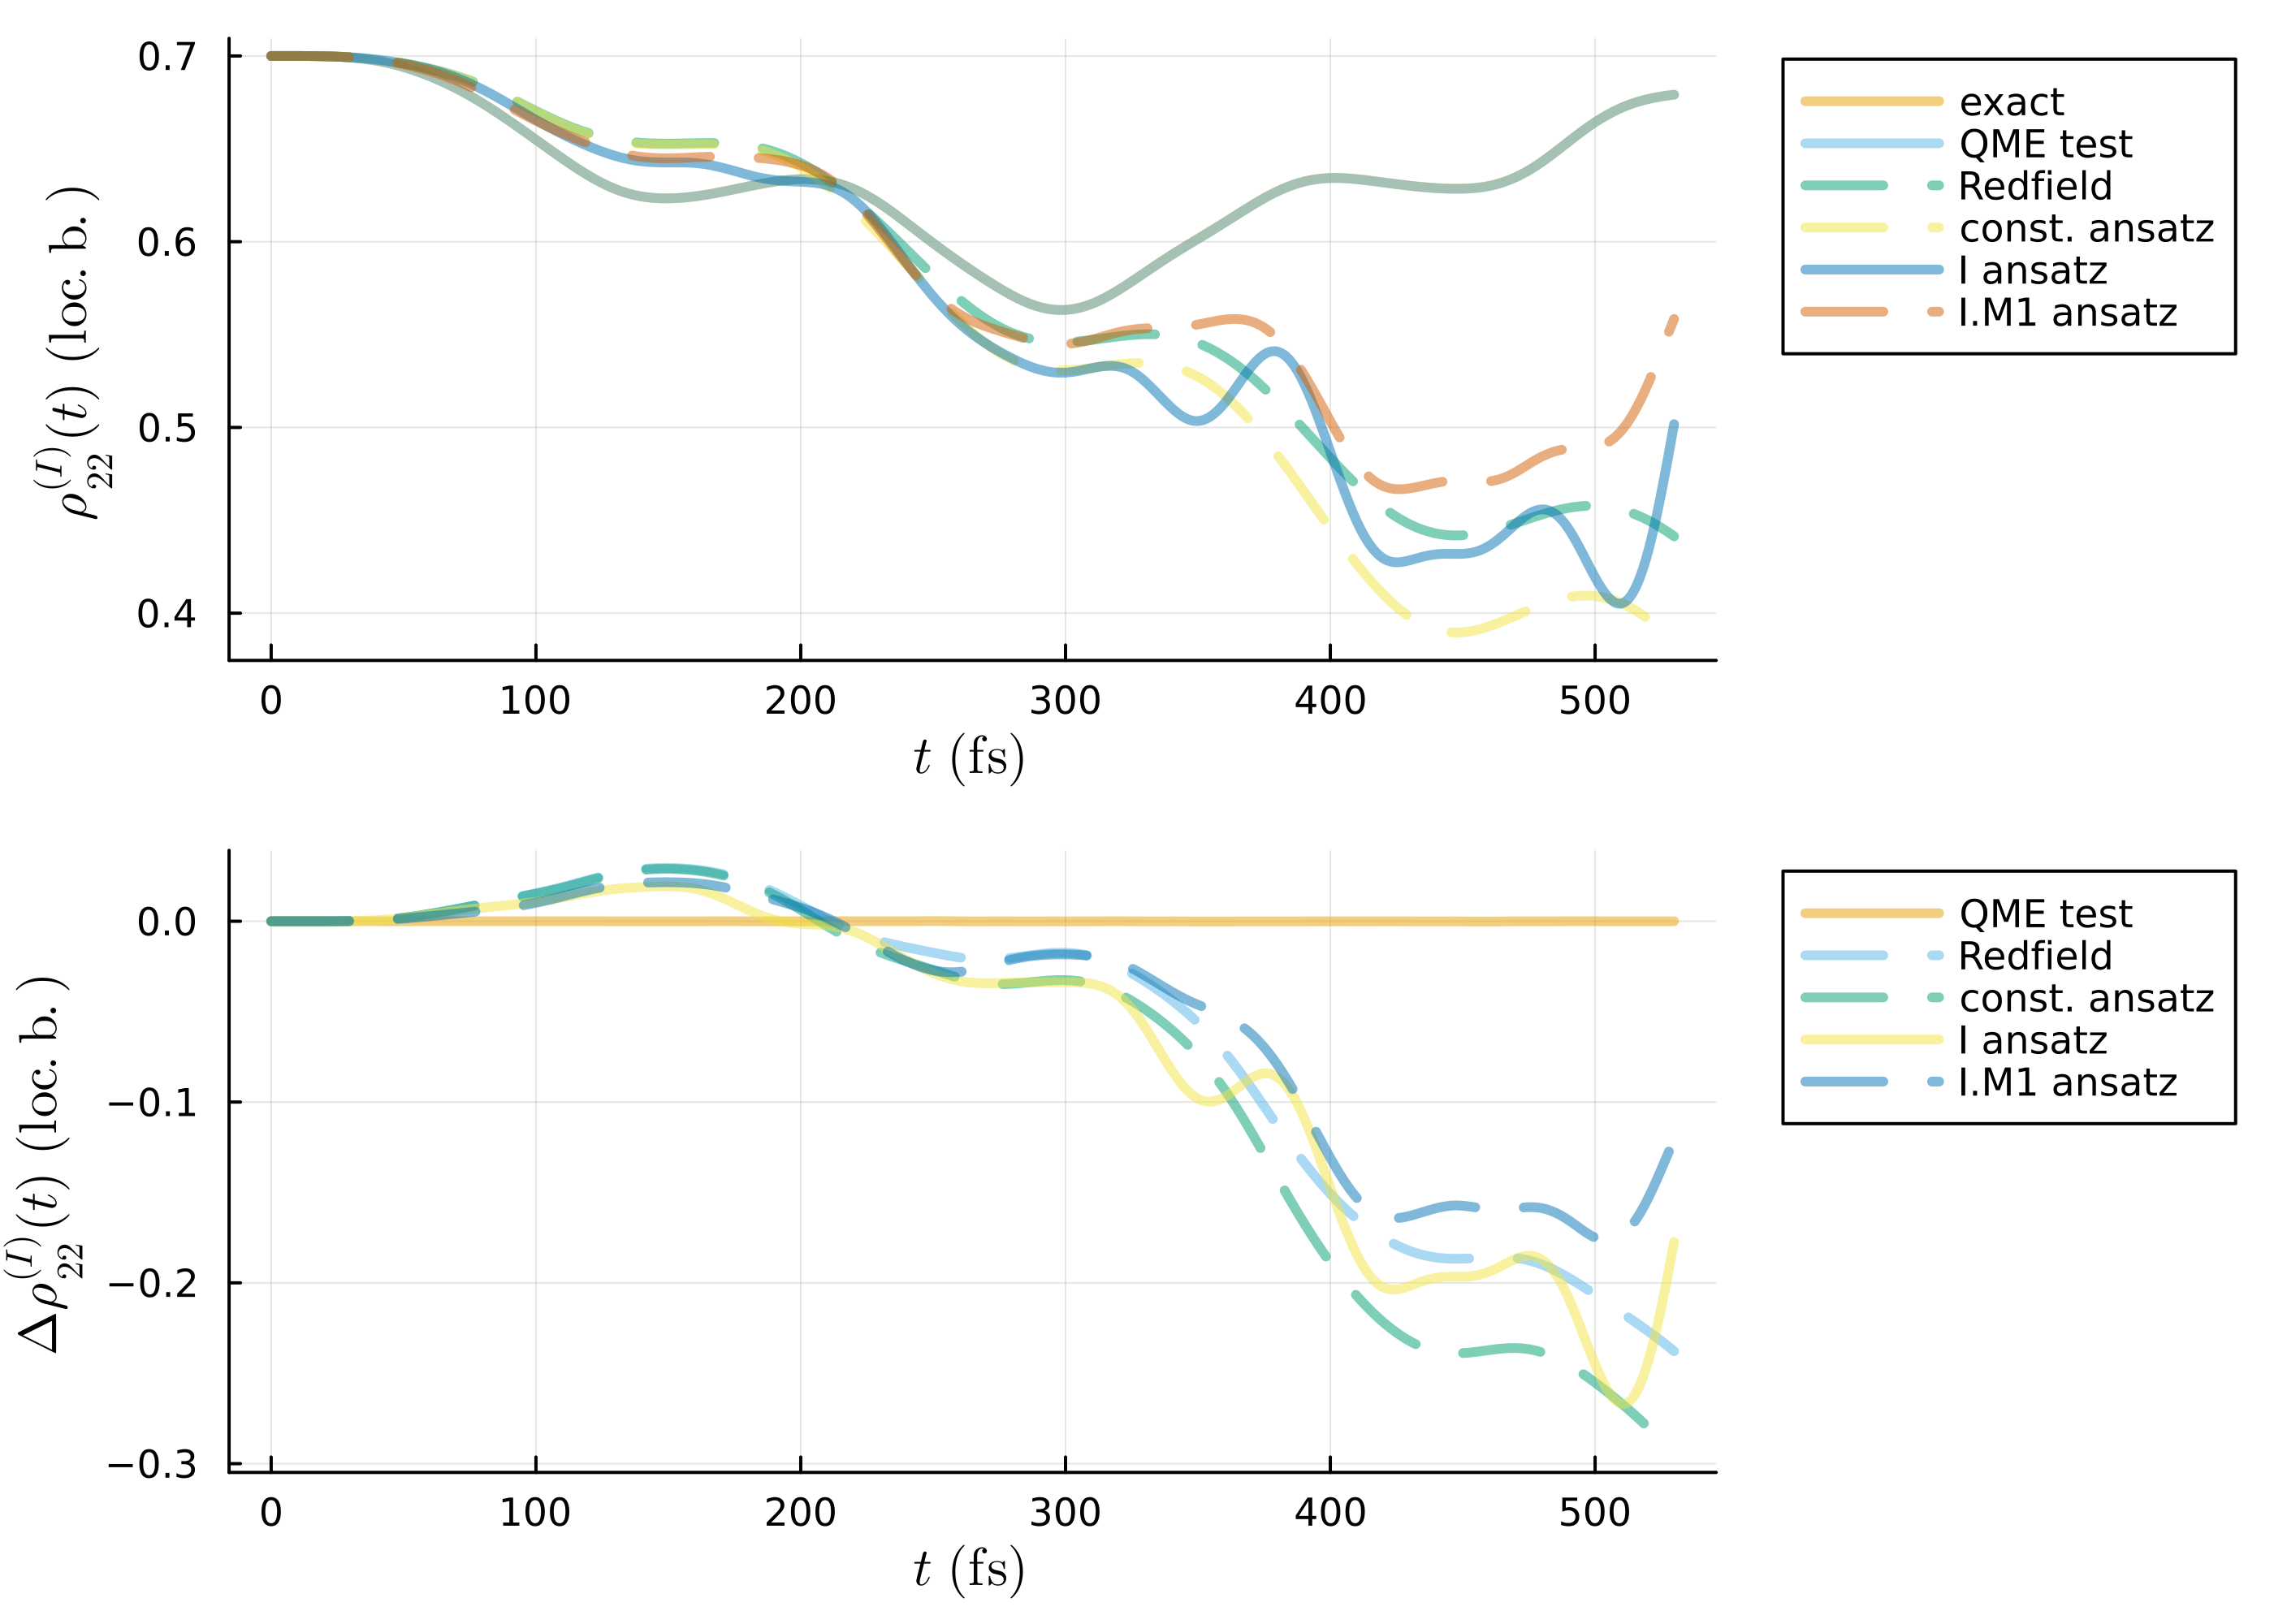 0.7
0.6
0.5
0.4
ρ₂₂⁽ᴵ⁾(t) (loc. b. )
0 100 200 300 400 500
t (fs)
exact
QME test
Redfield
const. ansatz
I ansatz
I.M1 ansatz
0.0
−0.1
−0.2
−0.3
Δρ₂₂⁽ᴵ⁾(t) (loc. b. )
0 100 200 300 400 500
t (fs)
QME test
Redfield
const. ansatz
I ansatz
I.M1 ansatz